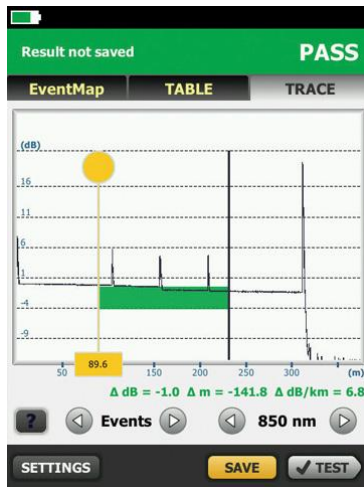 Result not saved PASS
EventMap TABLE TRACE
(dB)
16
11
6
1
-4
-9
50 89.6 150 200 250 300 (m)
Δ dB = -1.0 Δ m = -141.8 Δ dB/km = 6.8
? Events 850 nm
SETTINGS SAVE ✓ TEST